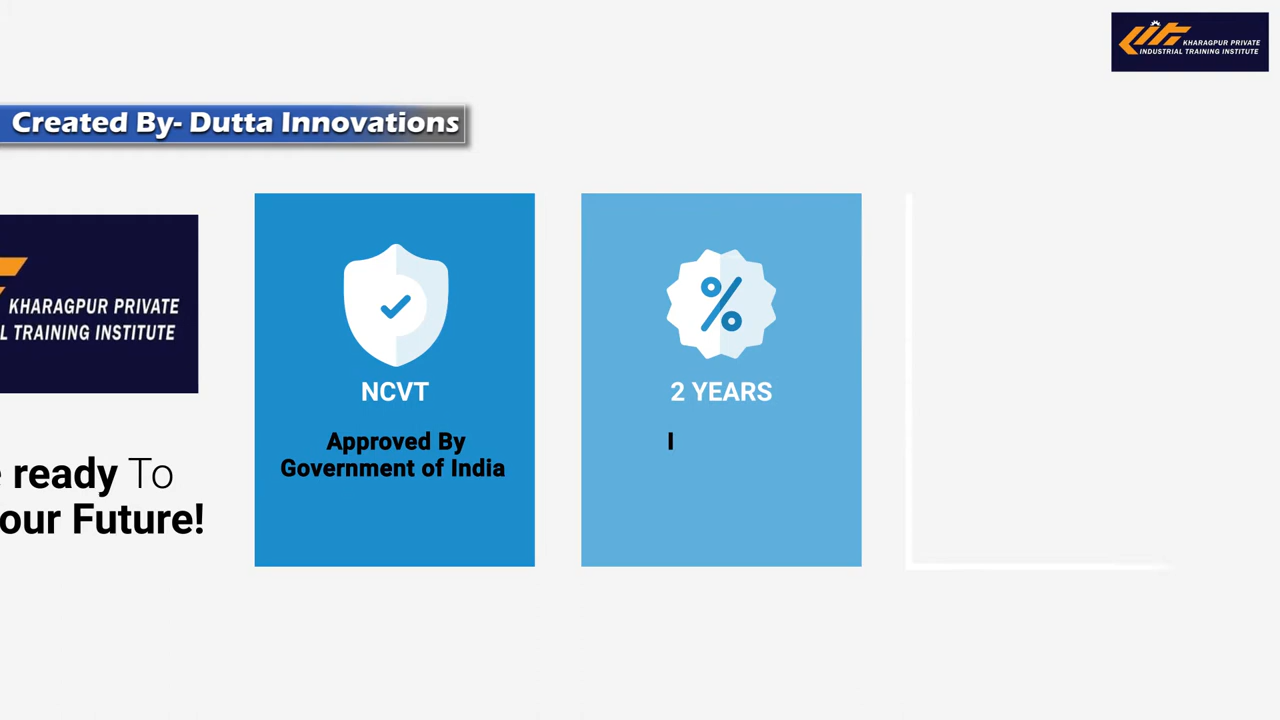 KHARAGPUR PRIVATE
INDUSTRIAL TRAINING INSTITUTE
Created By- Dutta Innovations
KHARAGPUR PRIVATE
L TRAINING INSTITUTE
ready To
our Future!
NCVT
Approved By
Government of India
2 YEARS
I